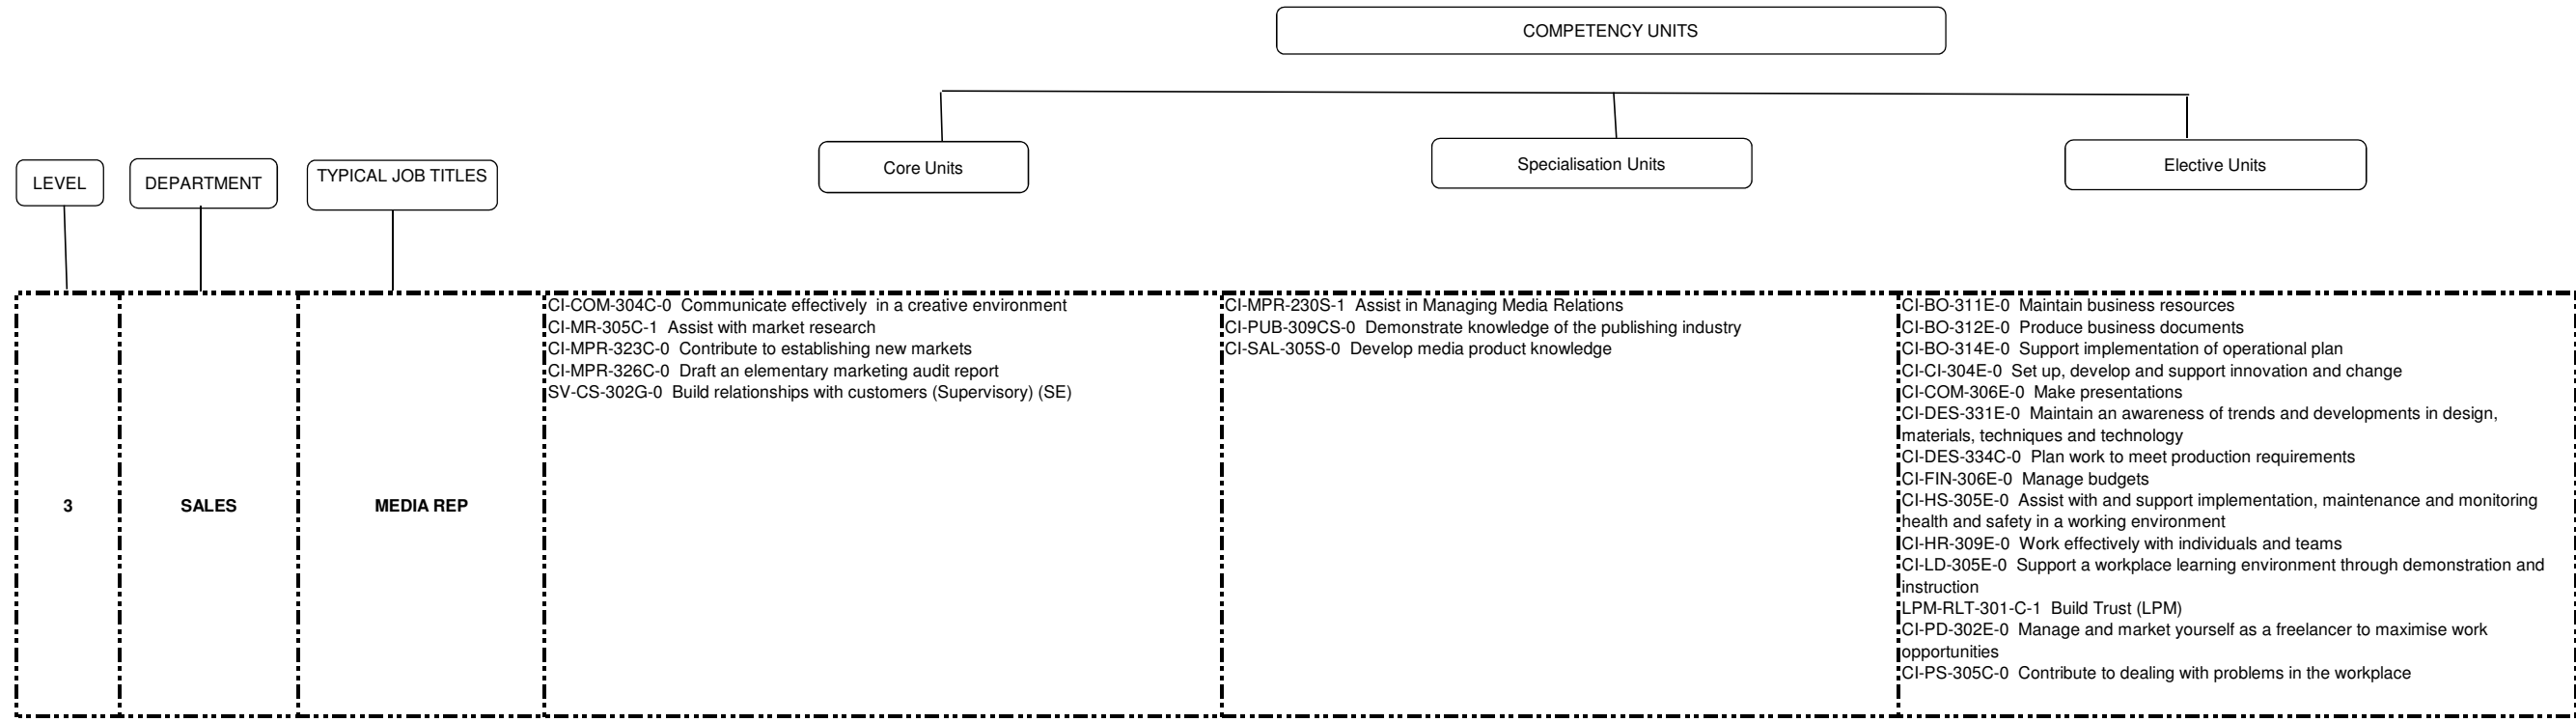 COMPETENCY UNITS
Core Units
Specialisation Units
Elective Units
LEVEL
DEPARTMENT
TYPICAL JOB TITLES
3
SALES
MEDIA REP
CI-COM-304C-0 Communicate effectively in a creative environment
CI-MR-305C-1 Assist with market research
CI-MPR-323C-0 Contribute to establishing new markets
CI-MPR-326C-0 Draft an elementary marketing audit report
SV-CS-302G-0 Build relationships with customers (Supervisory) (SE)
CI-MPR-230S-1 Assist in Managing Media Relations
CI-PUB-309CS-0 Demonstrate knowledge of the publishing industry
CI-SAL-305S-0 Develop media product knowledge
CI-BO-311E-0 Maintain business resources
CI-BO-312E-0 Produce business documents
CI-BO-314E-0 Support implementation of operational plan
CI-CI-304E-0 Set up, develop and support innovation and change
CI-COM-306E-0 Make presentations
CI-DES-331E-0 Maintain an awareness of trends and developments in design,
materials, techniques and technology
CI-DES-334C-0 Plan work to meet production requirements
CI-FIN-306E-0 Manage budgets
CI-HS-305E-0 Assist with and support implementation, maintenance and monitoring
health and safety in a working environment
CI-HR-309E-0 Work effectively with individuals and teams
CI-LD-305E-0 Support a workplace learning environment through demonstration and
instruction
LPM-RLT-301-C-1 Build Trust (LPM)
CI-PD-302E-0 Manage and market yourself as a freelancer to maximise work
opportunities
CI-PS-305C-0 Contribute to dealing with problems in the workplace